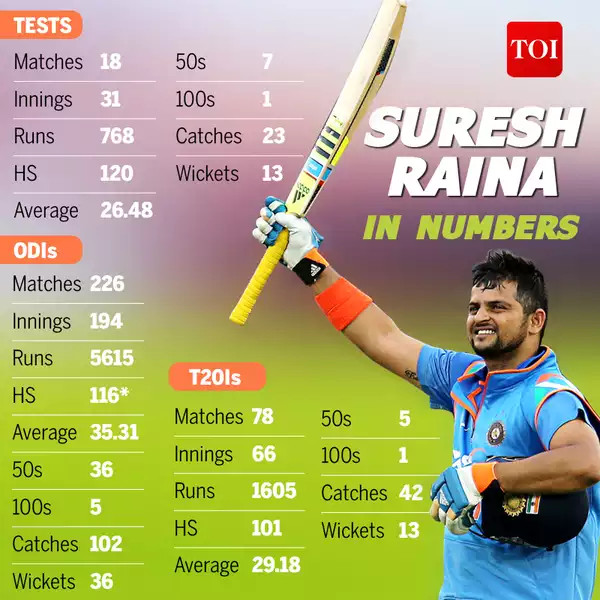 TOI
SURESH
RAINA
IN NUMBERS
TESTS
Matches 18
Innings 31
Runs 768
HS 120
Average 26.48
50s 7
100s 1
Catches 23
Wickets 13
ODIs
Matches 226
Innings 194
Runs 5615
HS 116*
Average 35.31
50s 36
100s 5
Catches 102
Wickets 36
T20Is
Matches 78
Innings 66
Runs 1605
HS 101
Average 29.18
50s 5
100s 1
Catches 42
Wickets 13